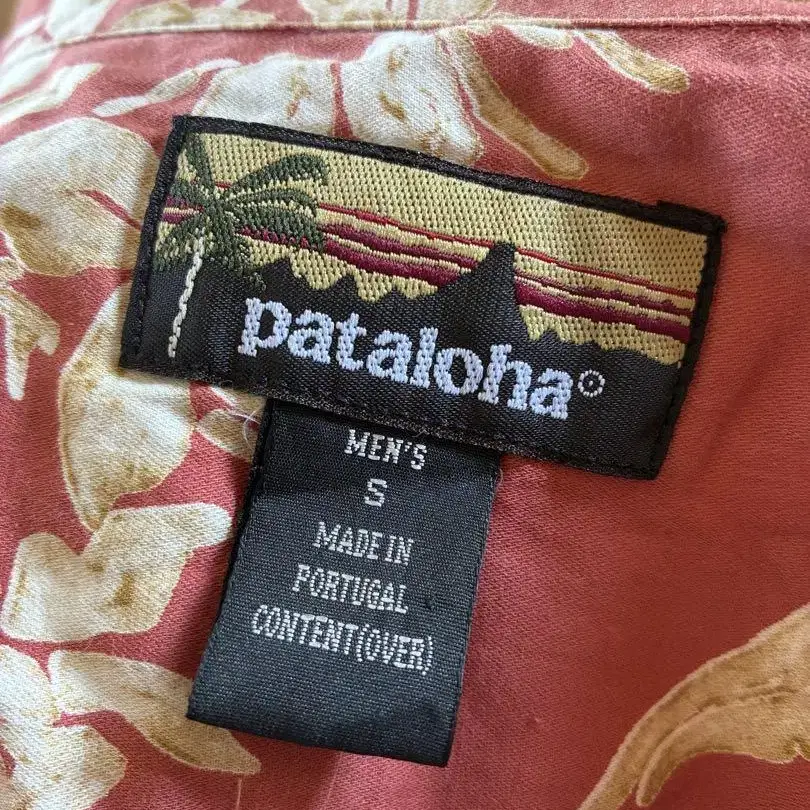 pataloha®
MEN'S
S
MADE IN
PORTUGAL
CONTENT(OVER)